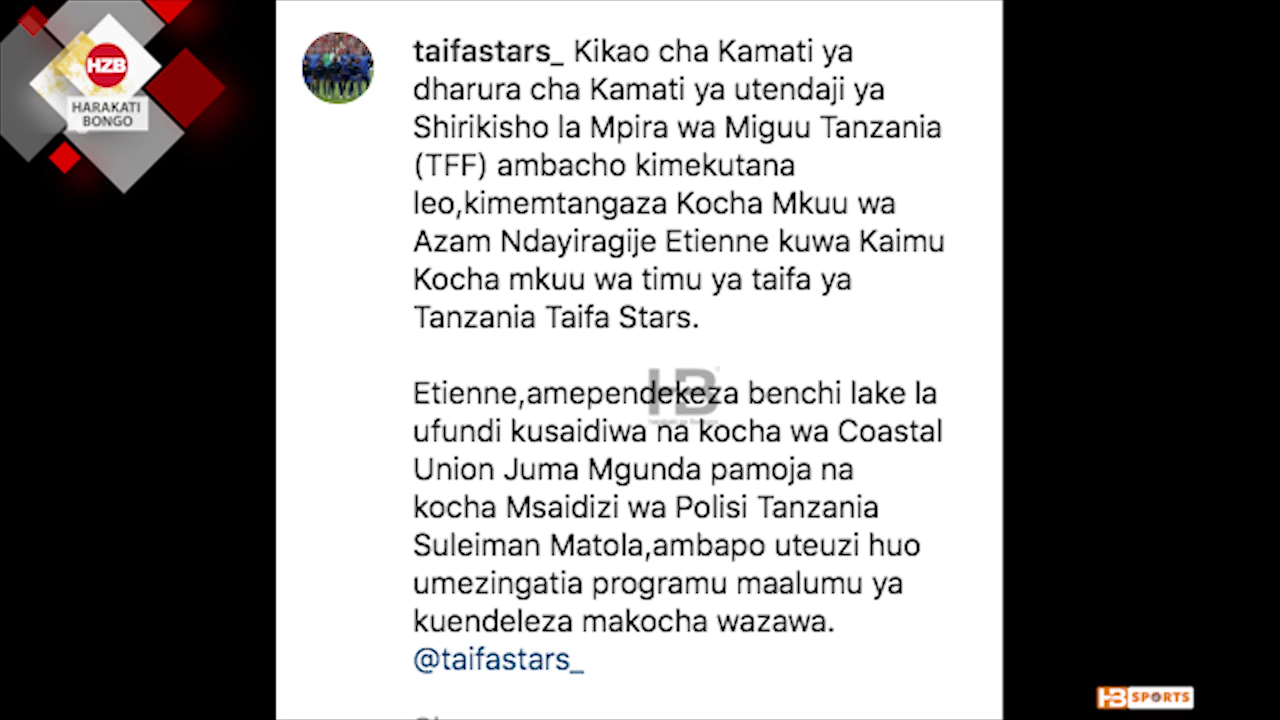 HZB
HARAKATI
BONGO
taifastars_ Kikao cha Kamati ya
dharura cha Kamati ya utendaji ya
Shirikisho la Mpira wa Miguu Tanzania
(TFF) ambacho kimekutana
leo,kimemtangaza Kocha Mkuu wa
Azam Ndayiragije Etienne kuwa Kaimu
Kocha mkuu wa timu ya taifa ya
Tanzania Taifa Stars.
Etienne,amependekeza benchi lake la
ufundi kusaidiwa na kocha wa Coastal
Union Juma Mgunda pamoja na
kocha Msaidizi wa Polisi Tanzania
Suleiman Matola,ambapo uteuzi huo
umezingatia programu maalumu ya
kuendeleza makocha wazawa.
@taifastars_
HB
HB SPORTS